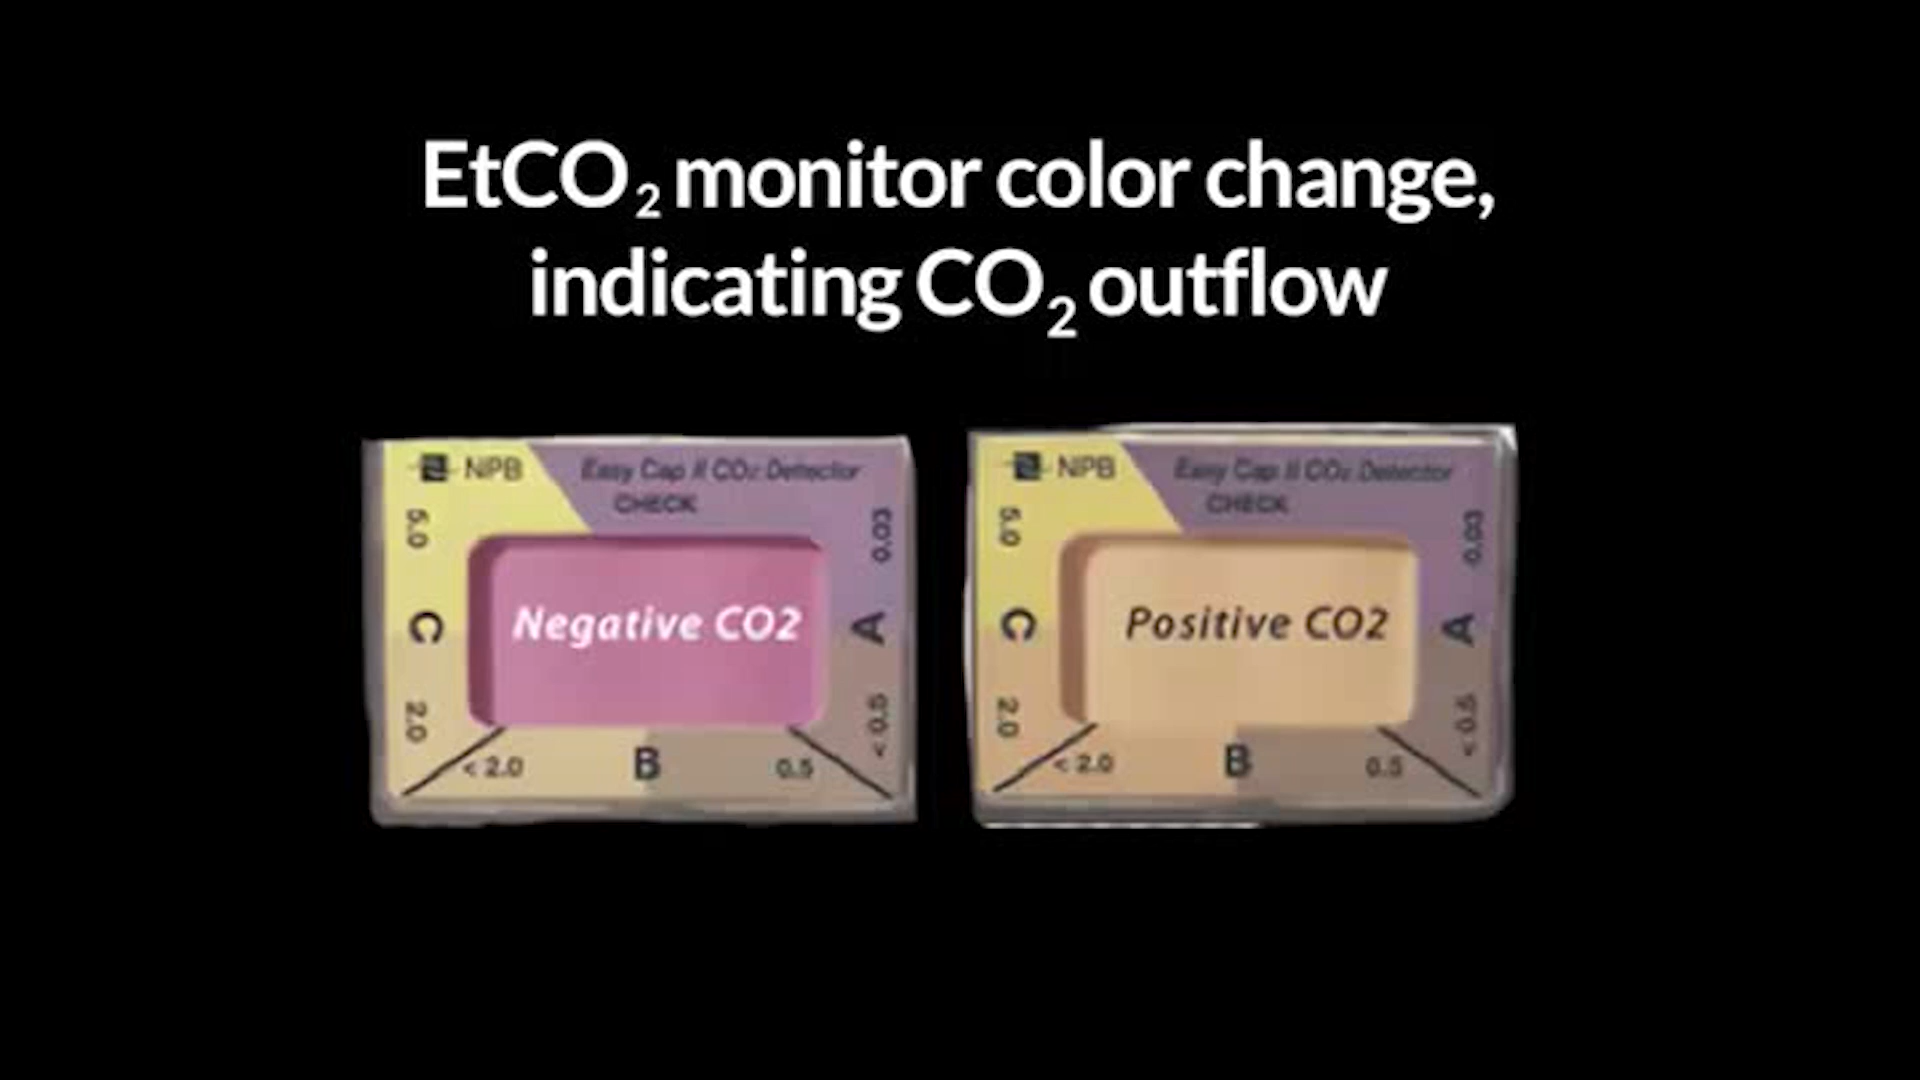 EtCO₂ monitor color change,
indicating CO₂ outflow
NPB
Easy Cap II CO₂ Detector
CHECK
5.0
0.03
Negative CO2
C
A
2.0
< 0.5
< 2.0
B
0.5
NPB
Easy Cap II CO₂ Detector
CHECK
5.0
0.03
Positive CO2
C
A
2.0
< 0.5
< 2.0
B
0.5